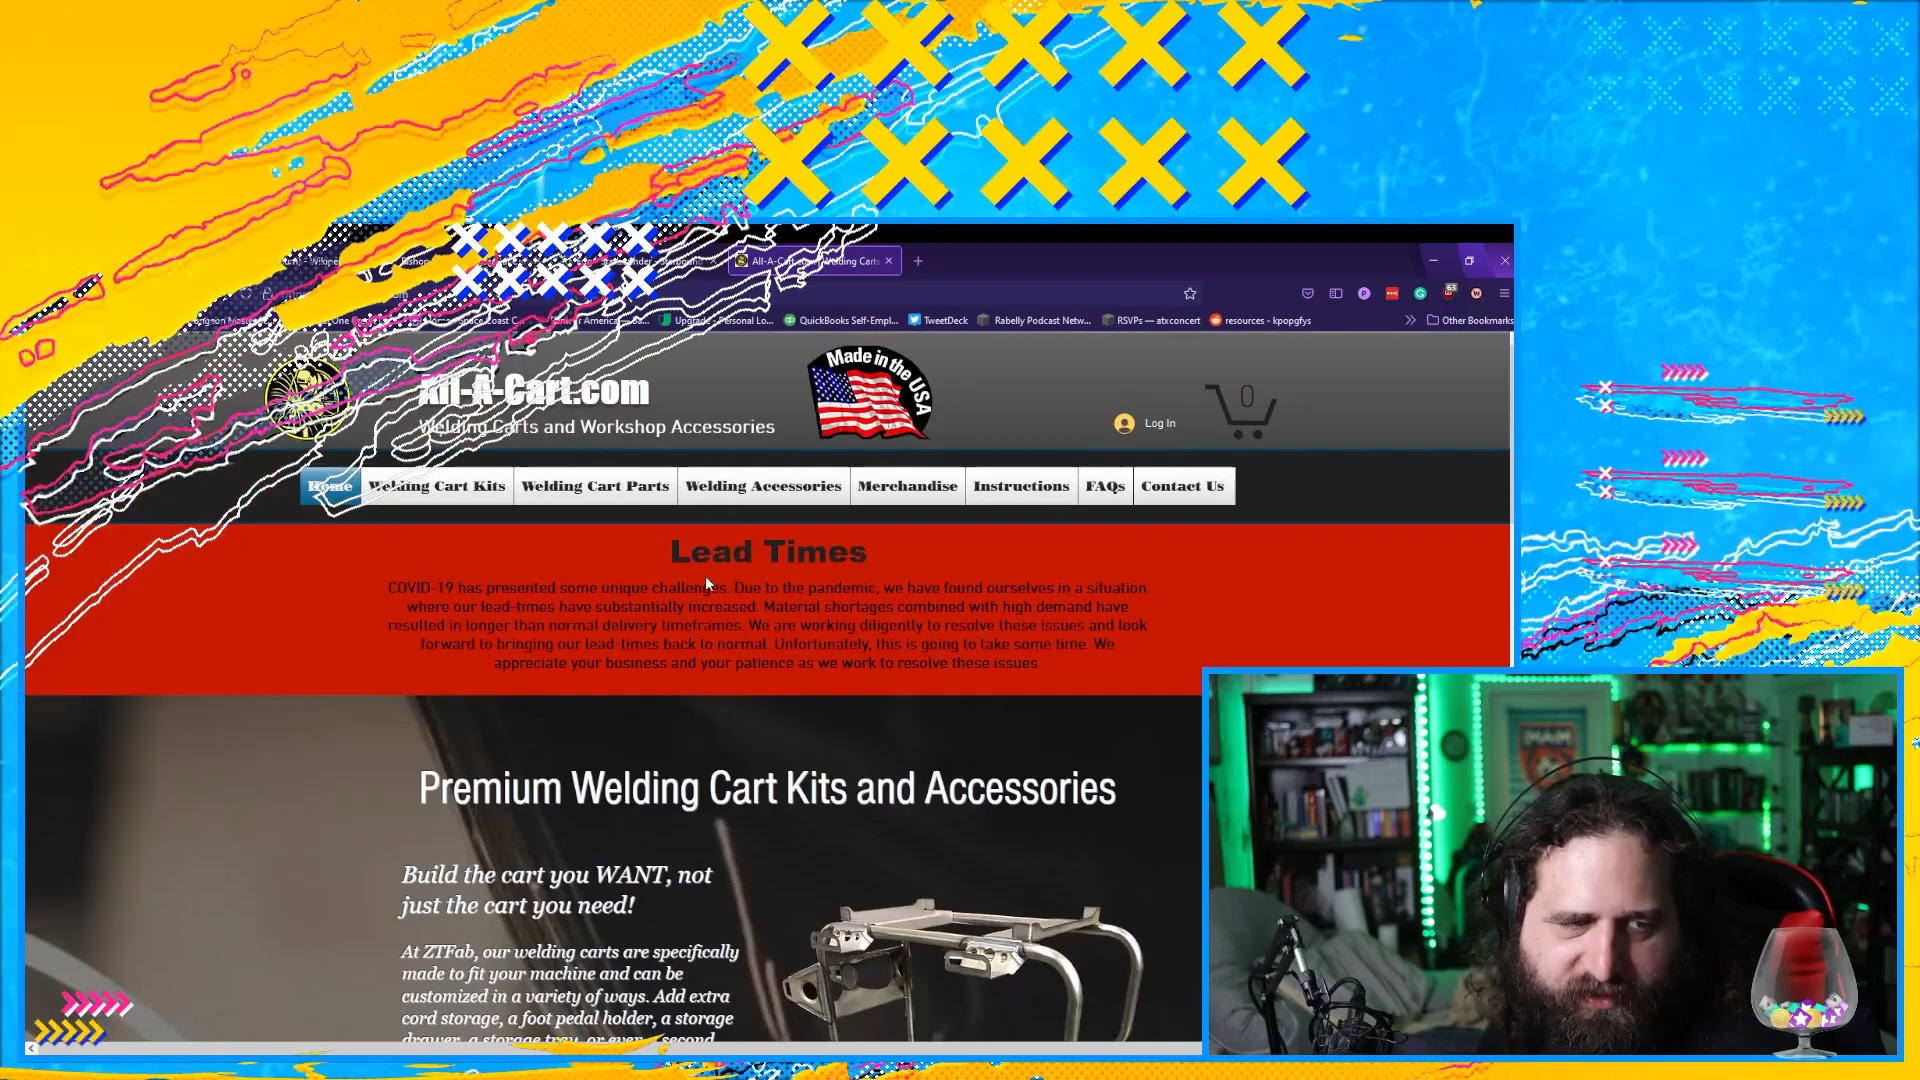 All-A-Cart.com Welding Carts
63
Upgrade - Personal Lo...
QuickBooks Self-Empl...
TweetDeck
Rabelly Podcast Netw...
RSVPs — atxconcert
resources - kpopgfys
Other Bookmarks
All-A-Cart.com
Welding Carts and Workshop Accessories
Made in the USA
Log In
0
Home
Welding Cart Kits
Welding Cart Parts
Welding Accessories
Merchandise
Instructions
FAQs
Contact Us
Lead Times
COVID-19 has presented some unique challenges. Due to the pandemic, we have found ourselves in a situation
where our lead-times have substantially increased. Material shortages combined with high demand have
resulted in longer than normal delivery timeframes. We are working diligently to resolve these issues and look
forward to bringing our lead-times back to normal. Unfortunately, this is going to take some time. We
appreciate your business and your patience as we work to resolve these issues.
Premium Welding Cart Kits and Accessories
Build the cart you WANT, not
just the cart you need!
At ZTFab, our welding carts are specifically
made to fit your machine and can be
customized in a variety of ways. Add extra
cord storage, a foot pedal holder, a storage
drawer, a storage tray, or even a second